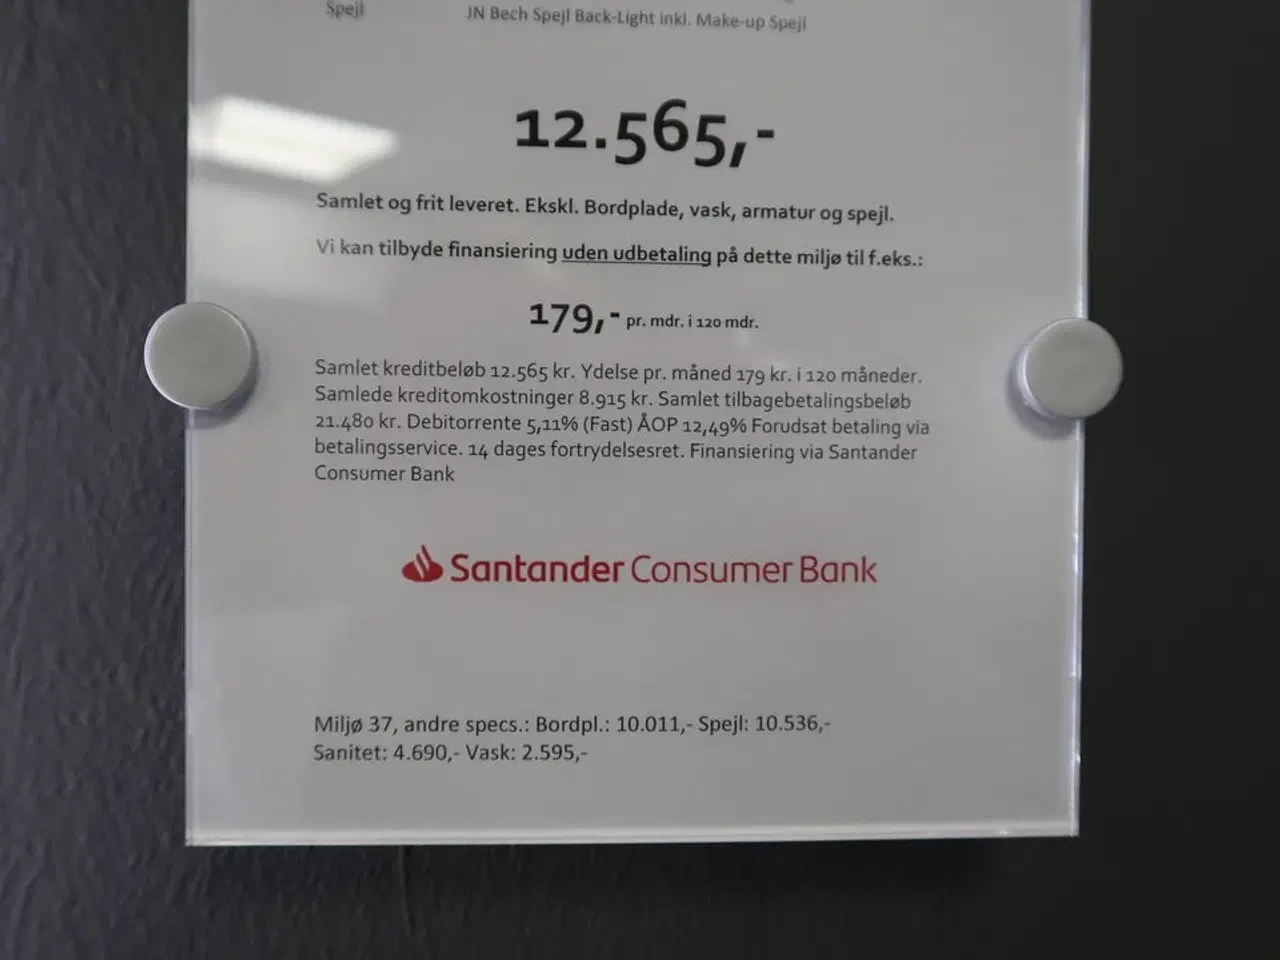 Spejl JN Bech Spejl Back-Light inkl. Make-up Spejl
12.565,-
Samlet og frit leveret. Ekskl. Bordplade, vask, armatur og spejl.
Vi kan tilbyde finansiering uden udbetaling på dette miljø til f.eks.:
179,- pr. mdr. i 120 mdr.
Samlet kreditbeløb 12.565 kr. Ydelse pr. måned 179 kr. i 120 måneder.
Samlede kreditomkostninger 8.915 kr. Samlet tilbagebetalingsbeløb
21.480 kr. Debitorrente 5,11% (Fast) ÅOP 12,49% Forudsat betaling via
betalingsservice. 14 dages fortrydelsesret. Finansiering via Santander
Consumer Bank
Santander Consumer Bank
Miljø 37, andre specs.: Bordpl.: 10.011,- Spejl: 10.536,-
Sanitet: 4.690,- Vask: 2.595,-